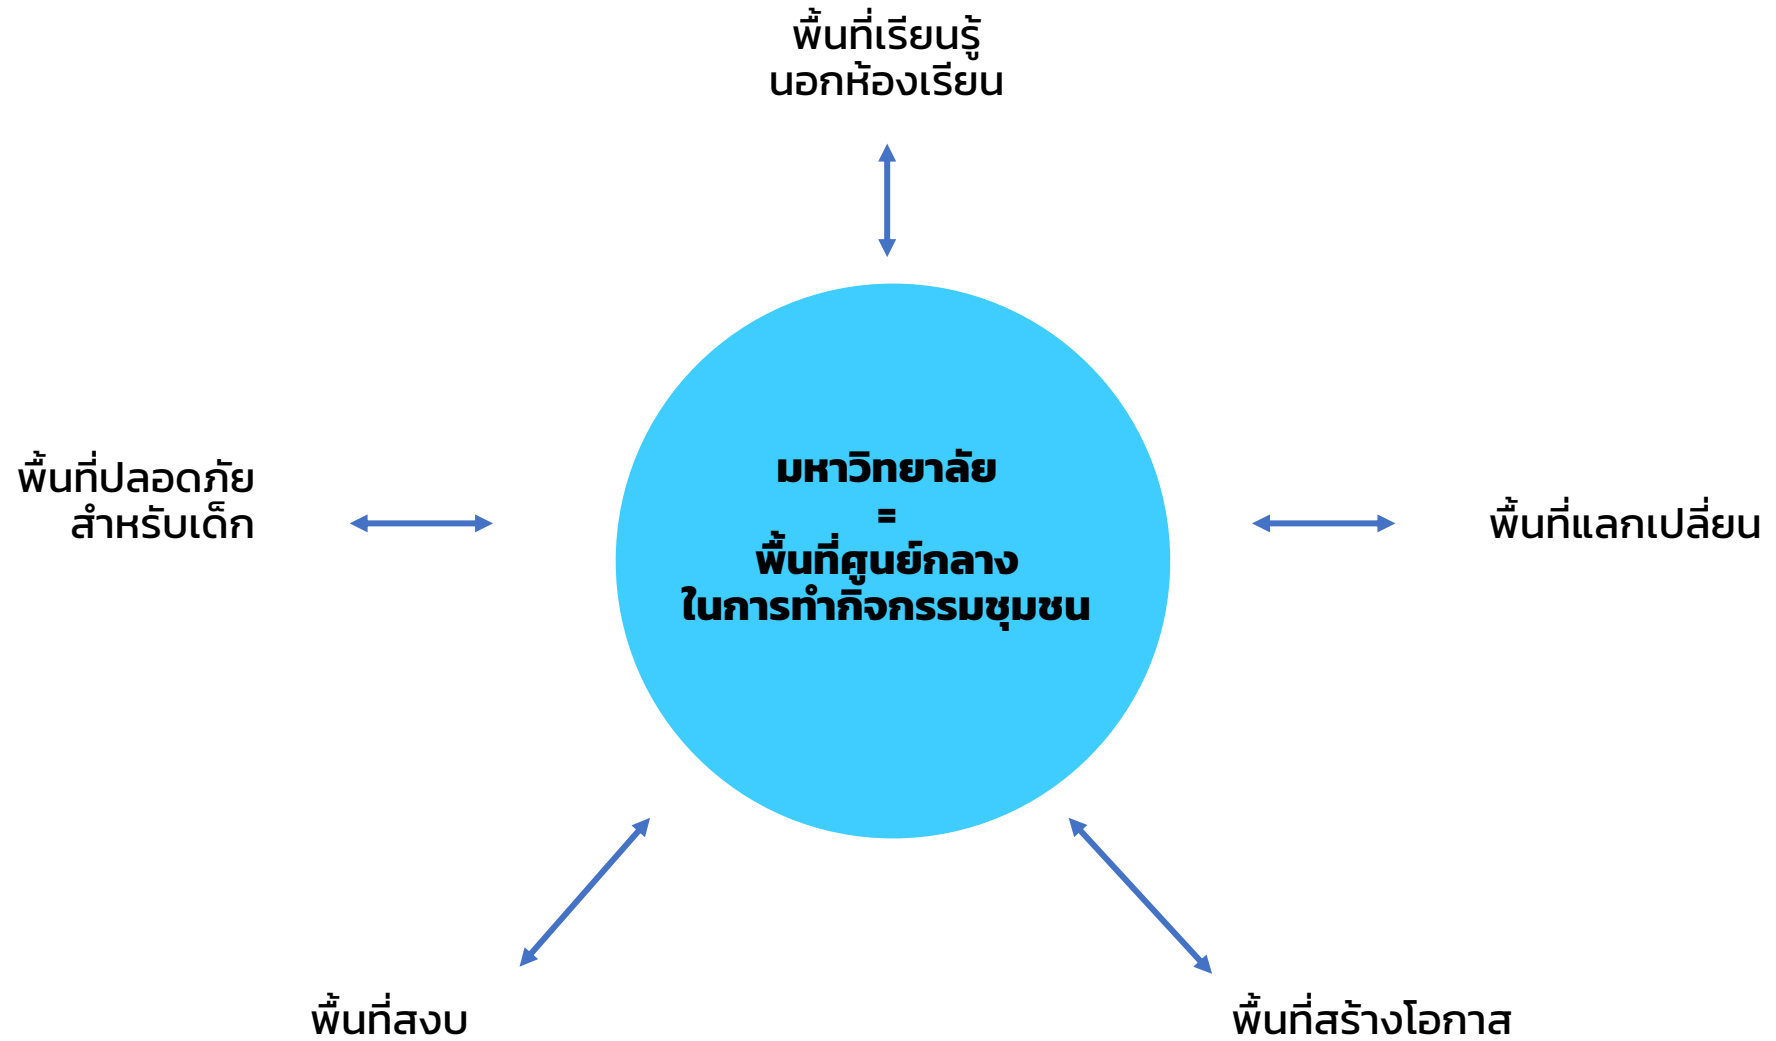 พื้นที่เรียนรู้
นอกห้องเรียน
พื้นที่ปลอดภัย
สำหรับเด็ก
มหาวิทยาลัย
=
พื้นที่ศูนย์กลาง
ในการทำกิจกรรมชุมชน
พื้นที่แลกเปลี่ยน
พื้นที่สงบ
พื้นที่สร้างโอกาส